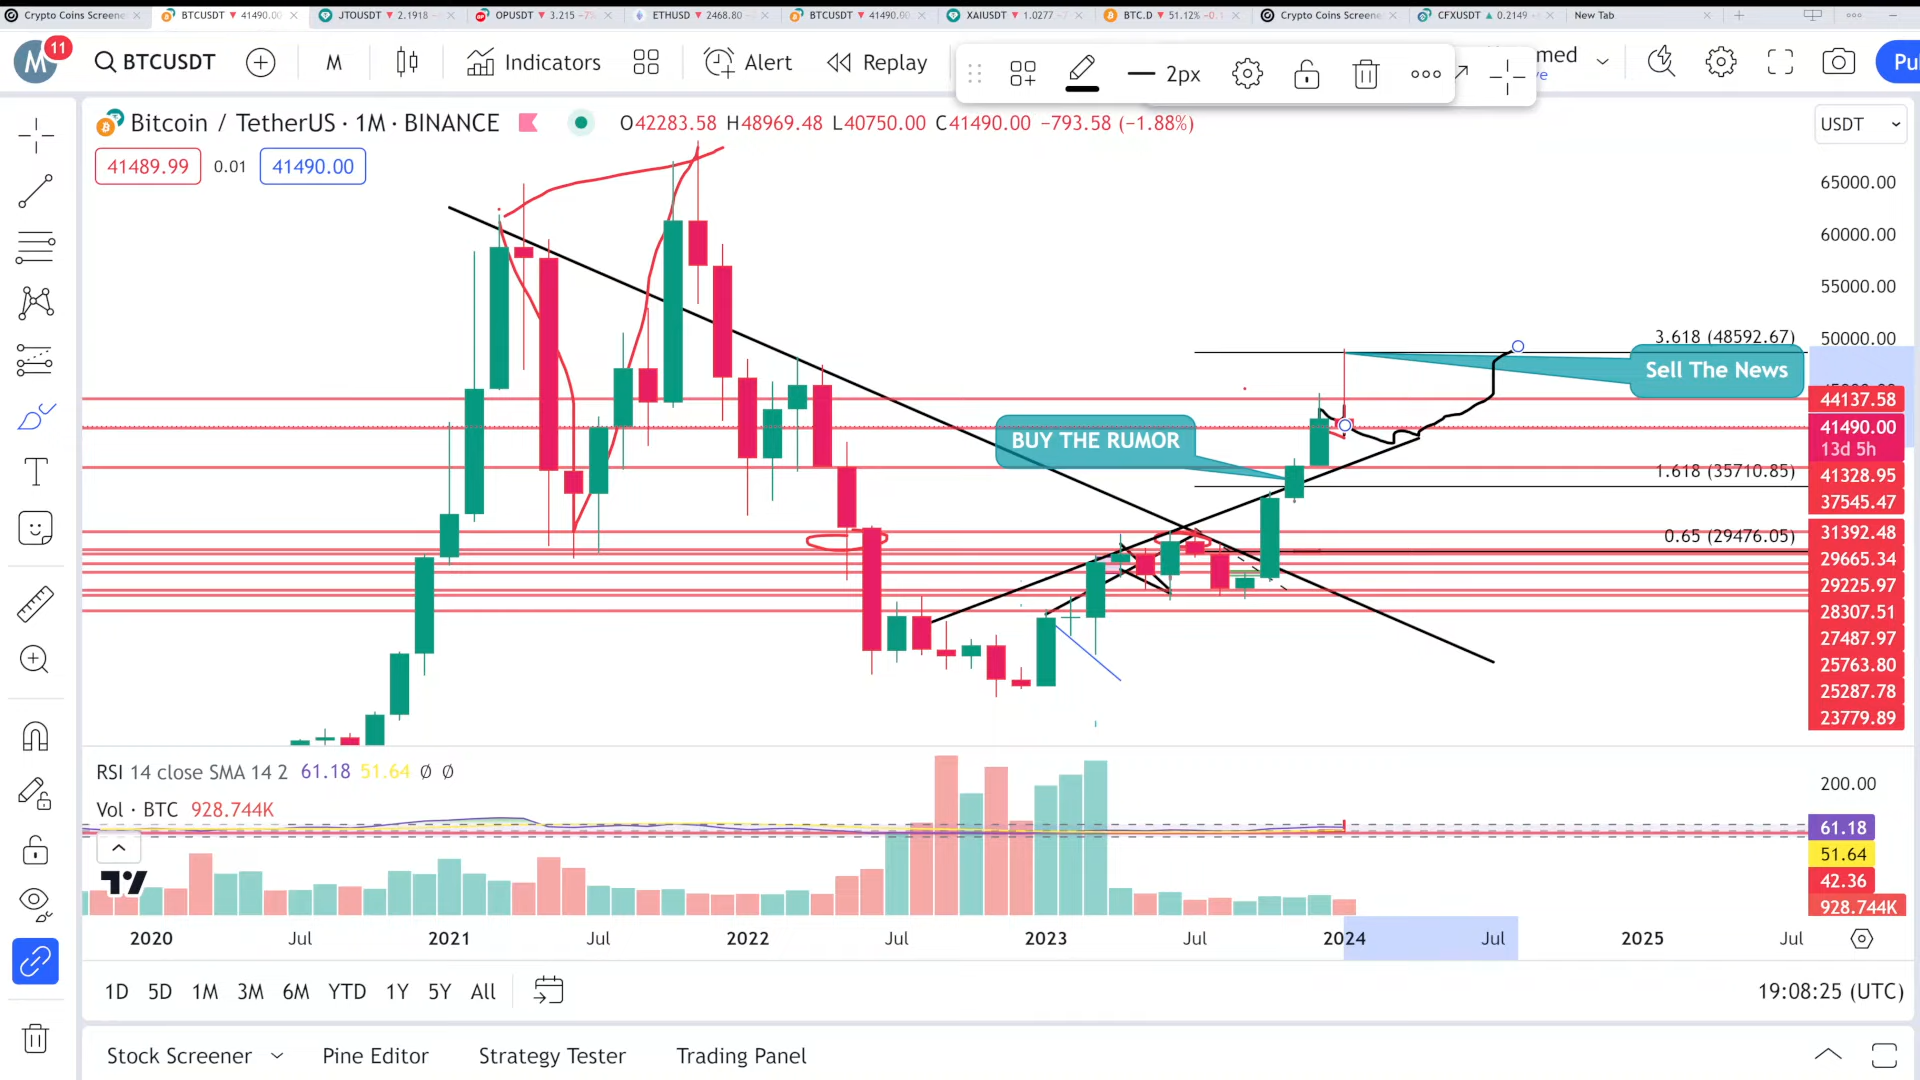 Crypto Coins Screene
BTCUSDT ▼ 41490.00
JTOUSDT ▼ 2.1918
OPUSDT ▼ 3.215
ETHUSD ▼ 2468.80
BTCUSDT ▼ 41490.00
XAIUSDT ▼ 1.0277
BTC.D ▼ 51.12%
Crypto Coins Screene
CFXUSDT ▲ 0.2149
New Tab
M
11
BTCUSDT
M
Indicators
Alert
Replay
2px
med
Pu
Bitcoin / TetherUS · 1M · BINANCE
O42283.58 H48969.48 L40750.00 C41490.00 −793.58 (−1.88%)
USDT
41489.99
0.01
41490.00
65000.00
60000.00
55000.00
50000.00
3.618 (48592.67)
Sell The News
44137.58
41490.00
13d 5h
BUY THE RUMOR
1.618 (35710.85)
41328.95
37545.47
31392.48
0.65 (29476.05)
29665.34
29225.97
28307.51
27487.97
25763.80
25287.78
23779.89
RSI 14 close SMA 14 2 61.18 51.64 Ø Ø
200.00
Vol · BTC 928.744K
61.18
51.64
42.36
928.744K
2020 Jul 2021 Jul 2022 Jul 2023 Jul 2024 Jul 2025 Jul
1D 5D 1M 3M 6M YTD 1Y 5Y All
19:08:25 (UTC)
Stock Screener
Pine Editor
Strategy Tester
Trading Panel